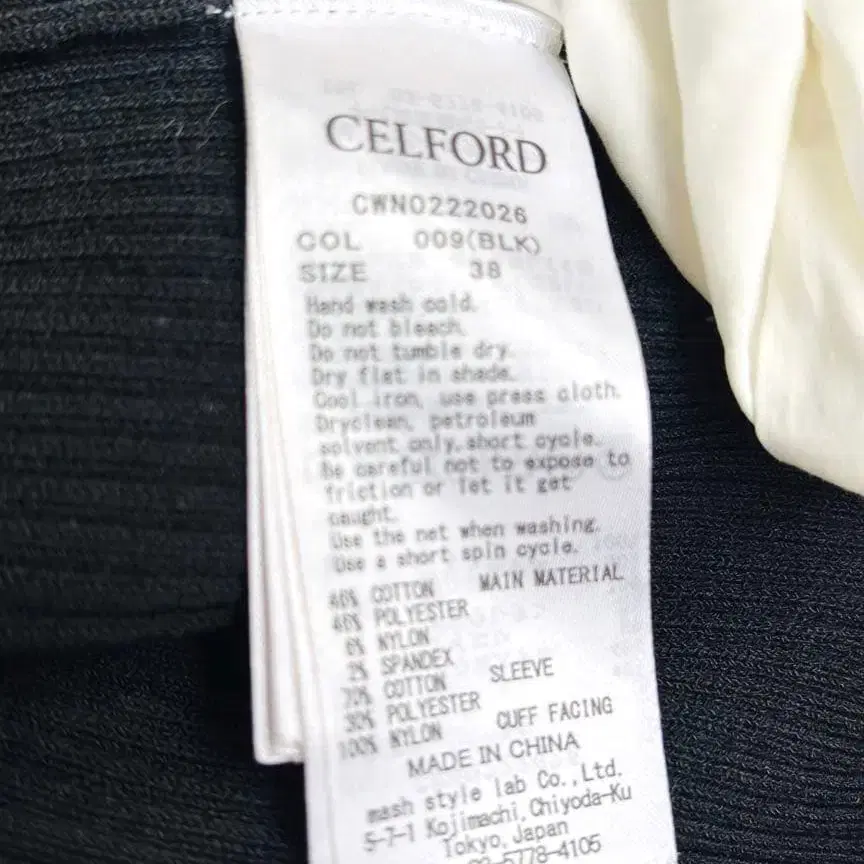 CELFORD
CWNO222026
COL 009(BLK)
SIZE 38
Hand wash cold.
Do not bleach.
Do not tumble dry.
Dry flat in shade.
Cool iron, use press cloth.
Dryclean, petroleum
solvent only, short cycle.
Be careful not to expose to
friction or let it get
caught.
Use the net when washing.
Use a short spin cycle.
46% COTTON MAIN MATERIAL
46% POLYESTER
6% NYLON
2% SPANDEX
70% COTTON SLEEVE
30% POLYESTER
100% NYLON CUFF FACING
MADE IN CHINA
mash style lab Co.,Ltd.
5-7-1 Kojimachi, Chiyoda-Ku
Tokyo, Japan
03-5778-4105